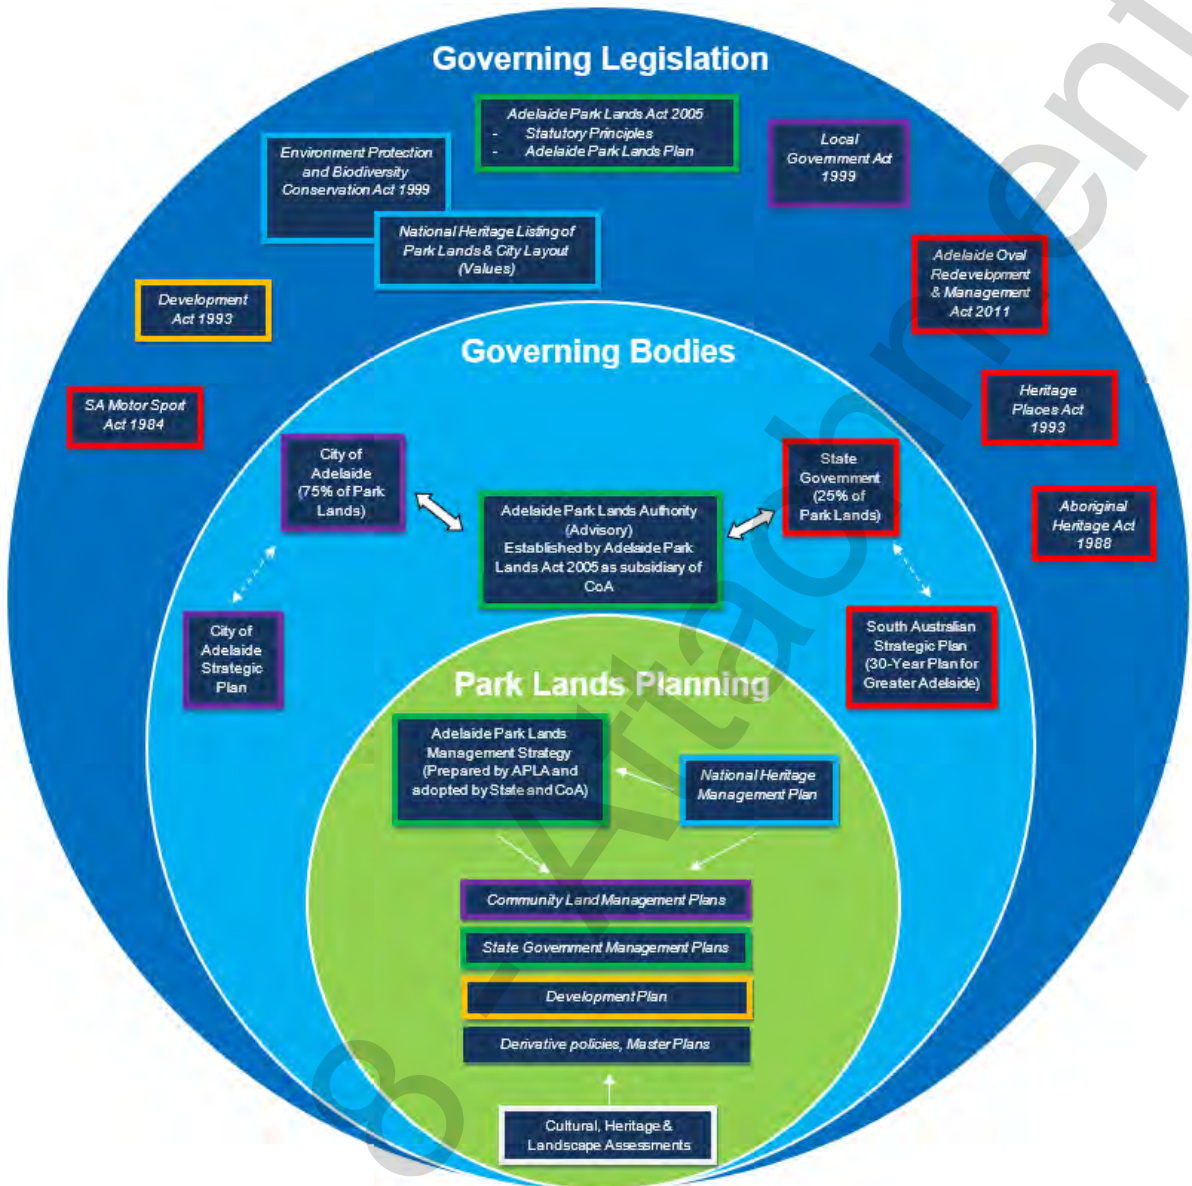 Governing Legislation
Adelaide Park Lands Act 2005
- Statutory Principles
- Adelaide Park Lands Plan
Local
Government Act
1999
Environment Protection
and Biodiversity
Conservation Act 1999
National Heritage Listing of
Park Lands & City Layout
(Values)
Adelaide Oval
Redevelopment
& Management
Act 2011
Development
Act 1993
SA Motor Sport
Act 1984
Heritage
Places Act
1993
Aboriginal
Heritage Act
1988
Governing Bodies
City of
Adelaide
(75% of Park
Lands)
State
Government
(25% of
Park Lands)
Adelaide Park Lands Authority
(Advisory)
Established by Adelaide Park
Lands Act 2005 as subsidiary of
CoA
City of
Adelaide
Strategic
Plan
South Australian
Strategic Plan
(30-Year Plan for
Greater Adelaide)
Park Lands Planning
Adelaide Park Lands
Management Strategy
(Prepared by APLA and
adopted by State and CoA)
National Heritage
Management Plan
Community Land Management Plans
State Government Management Plans
Development Plan
Derivative policies, Master Plans
Cultural, Heritage &
Landscape Assessments
8 - Attachment